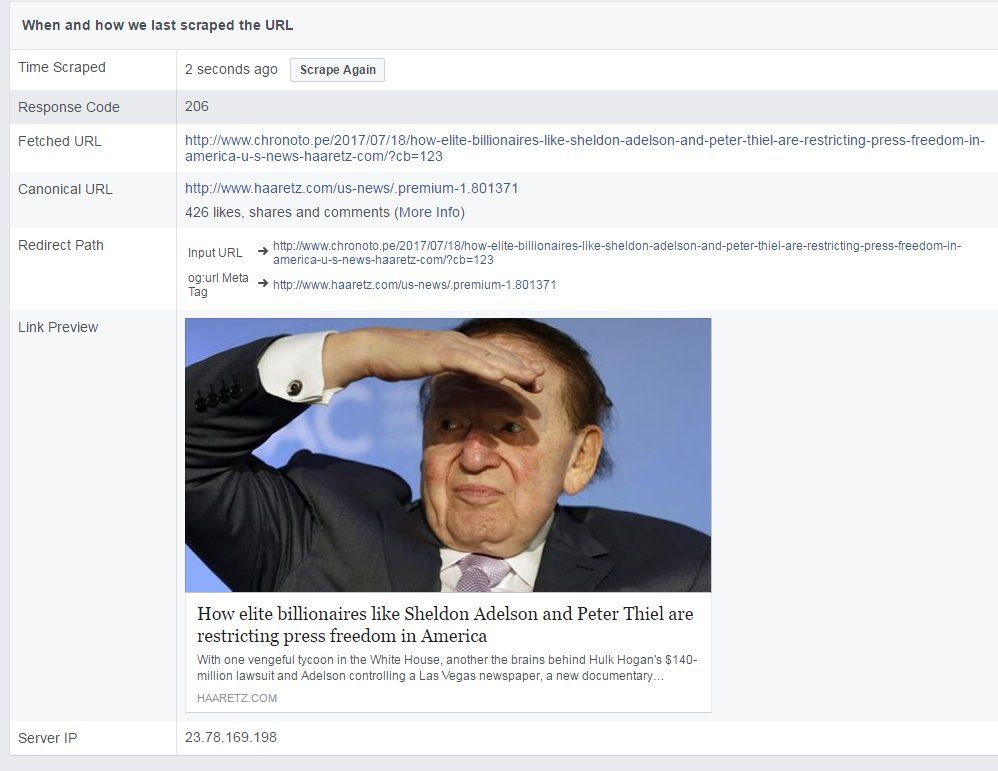 When and how we last scraped the URL
Time Scraped
2 seconds ago Scrape Again
Response Code
206
Fetched URL
http://www.chronoto.pe/2017/07/18/how-elite-billionaires-like-sheldon-adelson-and-peter-thiel-are-restricting-press-freedom-in-
america-u-s-news-haaretz-com/?cb=123
Canonical URL
http://www.haaretz.com/us-news/.premium-1.801371
426 likes, shares and comments (More Info)
Redirect Path
Input URL ➔ http://www.chronoto.pe/2017/07/18/how-elite-billionaires-like-sheldon-adelson-and-peter-thiel-are-restricting-press-freedom-in-
america-u-s-news-haaretz-com/?cb=123
og:url Meta
Tag ➔ http://www.haaretz.com/us-news/.premium-1.801371
Link Preview
AC
How elite billionaires like Sheldon Adelson and Peter Thiel are
restricting press freedom in America
With one vengeful tycoon in the White House, another the brains behind Hulk Hogan's $140-
million lawsuit and Adelson controlling a Las Vegas newspaper, a new documentary...
HAARETZ.COM
Server IP
23.78.169.198